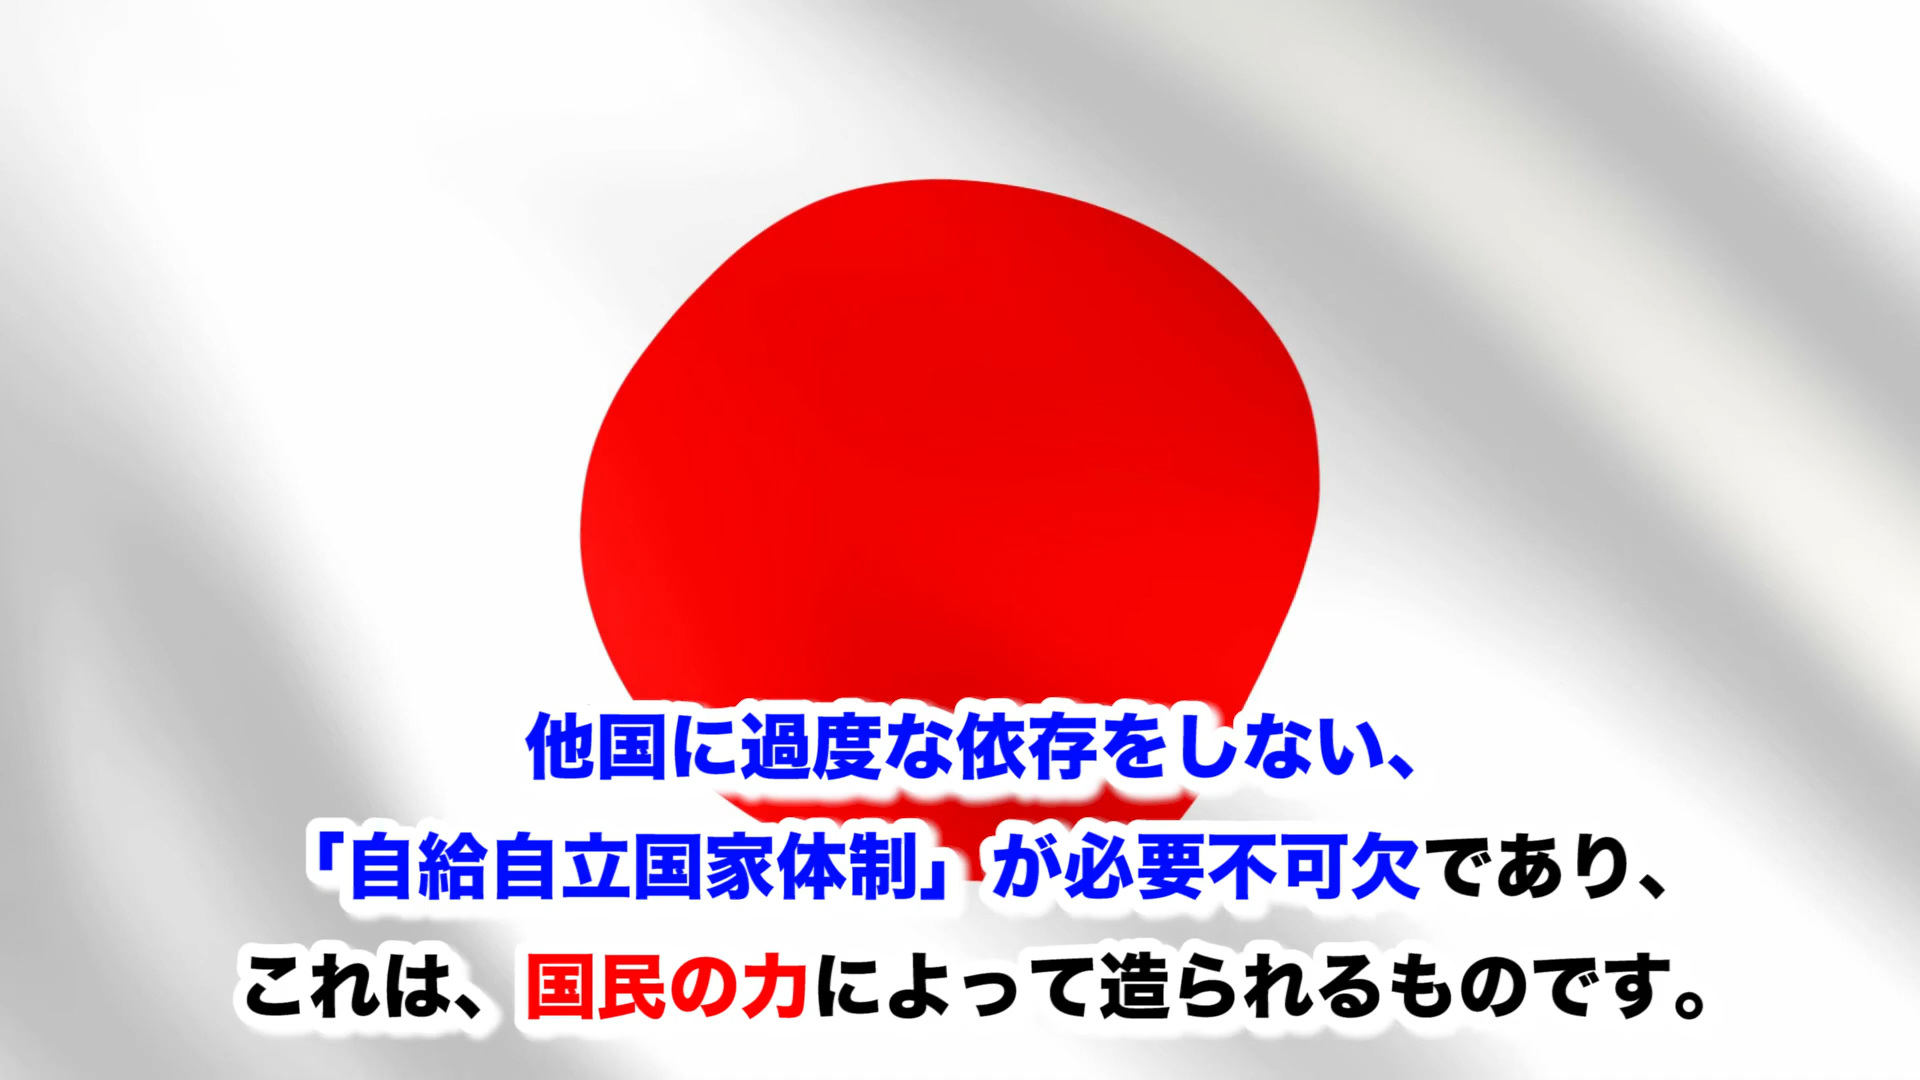 他国に過度な依存をしない、
「自給自立国家体制」が必要不可欠であり、
これは、国民の力によって造られるものです。